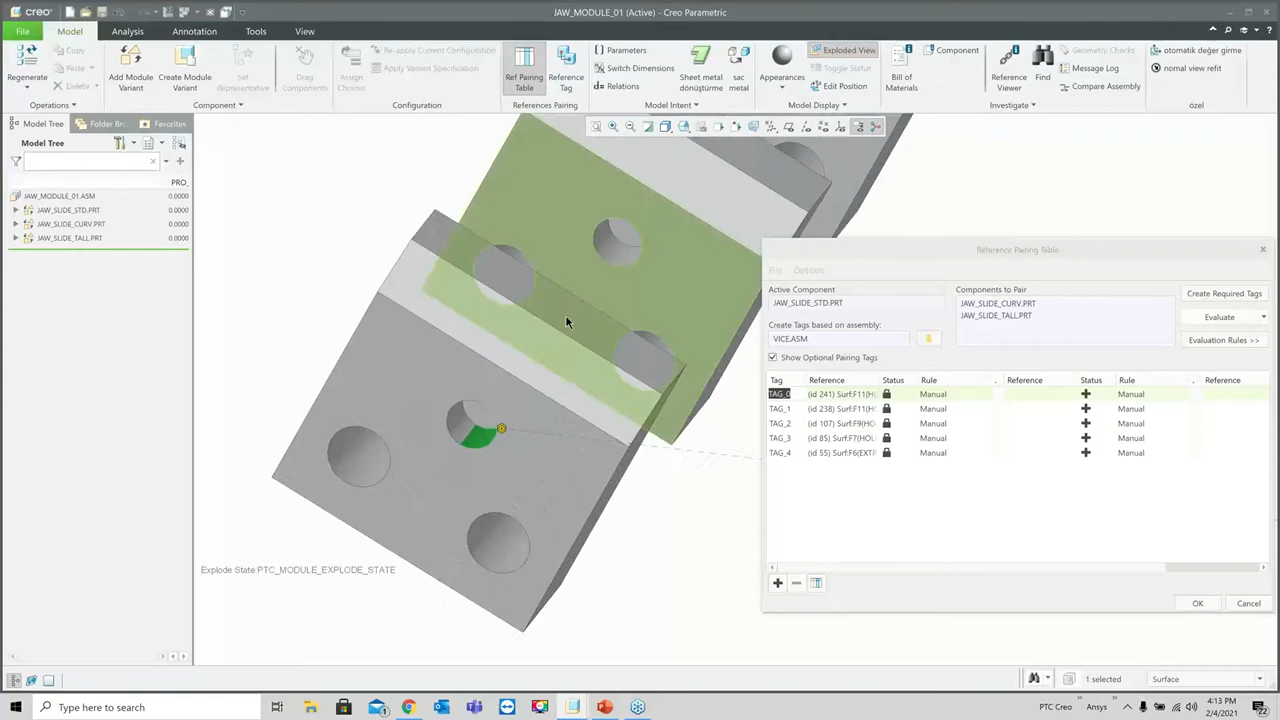 creo
JAW_MODULE_01 (Active) - Creo Parametric
File
Model
Analysis
Annotation
Tools
View
Regenerate
Copy
Paste
Delete
Operations
Add Module Variant
Create Module Variant
Set Representative
Drag Components
Component
Assign Choices
Re-apply Current Configuration
Apply Variant Specification
Configuration
Ref Pairing Table
Reference Tag
References Pairing
Parameters
Switch Dimensions
Relations
Sheet metal dönüştürme
sac metal
Model Intent
Appearances
Exploded View
Toggle Status
Edit Position
Model Display
Bill of Materials
Component
Reference Viewer
Find
Geometry Checks
Message Log
Compare Assembly
Investigate
otomatik değer girme
nomal view refit
özel
Model Tree
Folder Br
Favorites
Model Tree
PRO_
JAW_MODULE_01.ASM 0.0000
JAW_SLIDE_STD.PRT 0.0000
JAW_SLIDE_CURV.PRT 0.0000
JAW_SLIDE_TALL.PRT 0.0000
Explode State:PTC_MODULE_EXPLODE_STATE
Reference Pairing Table
File Options
Active Component
JAW_SLIDE_STD.PRT
Components to Pair
JAW_SLIDE_CURV.PRT
JAW_SLIDE_TALL.PRT
Create Required Tags
Evaluate
Evaluation Rules >>
Create Tags based on assembly:
VICE.ASM
Show Optional Pairing Tags
Tag Reference Status Rule . Reference Status Rule . Reference
TAG_0 (id 241) Surf:F11(H Manual Manual
TAG_1 (id 238) Surf:F11(H Manual Manual
TAG_2 (id 107) Surf:F9(HO Manual Manual
TAG_3 (id 85) Surf:F7(HOL Manual Manual
TAG_4 (id 55) Surf:F6(EXTR Manual Manual
OK
Cancel
1 selected
Surface
Type here to search
1
PTC Creo
Ansys
4:13 PM
2/4/2021
22